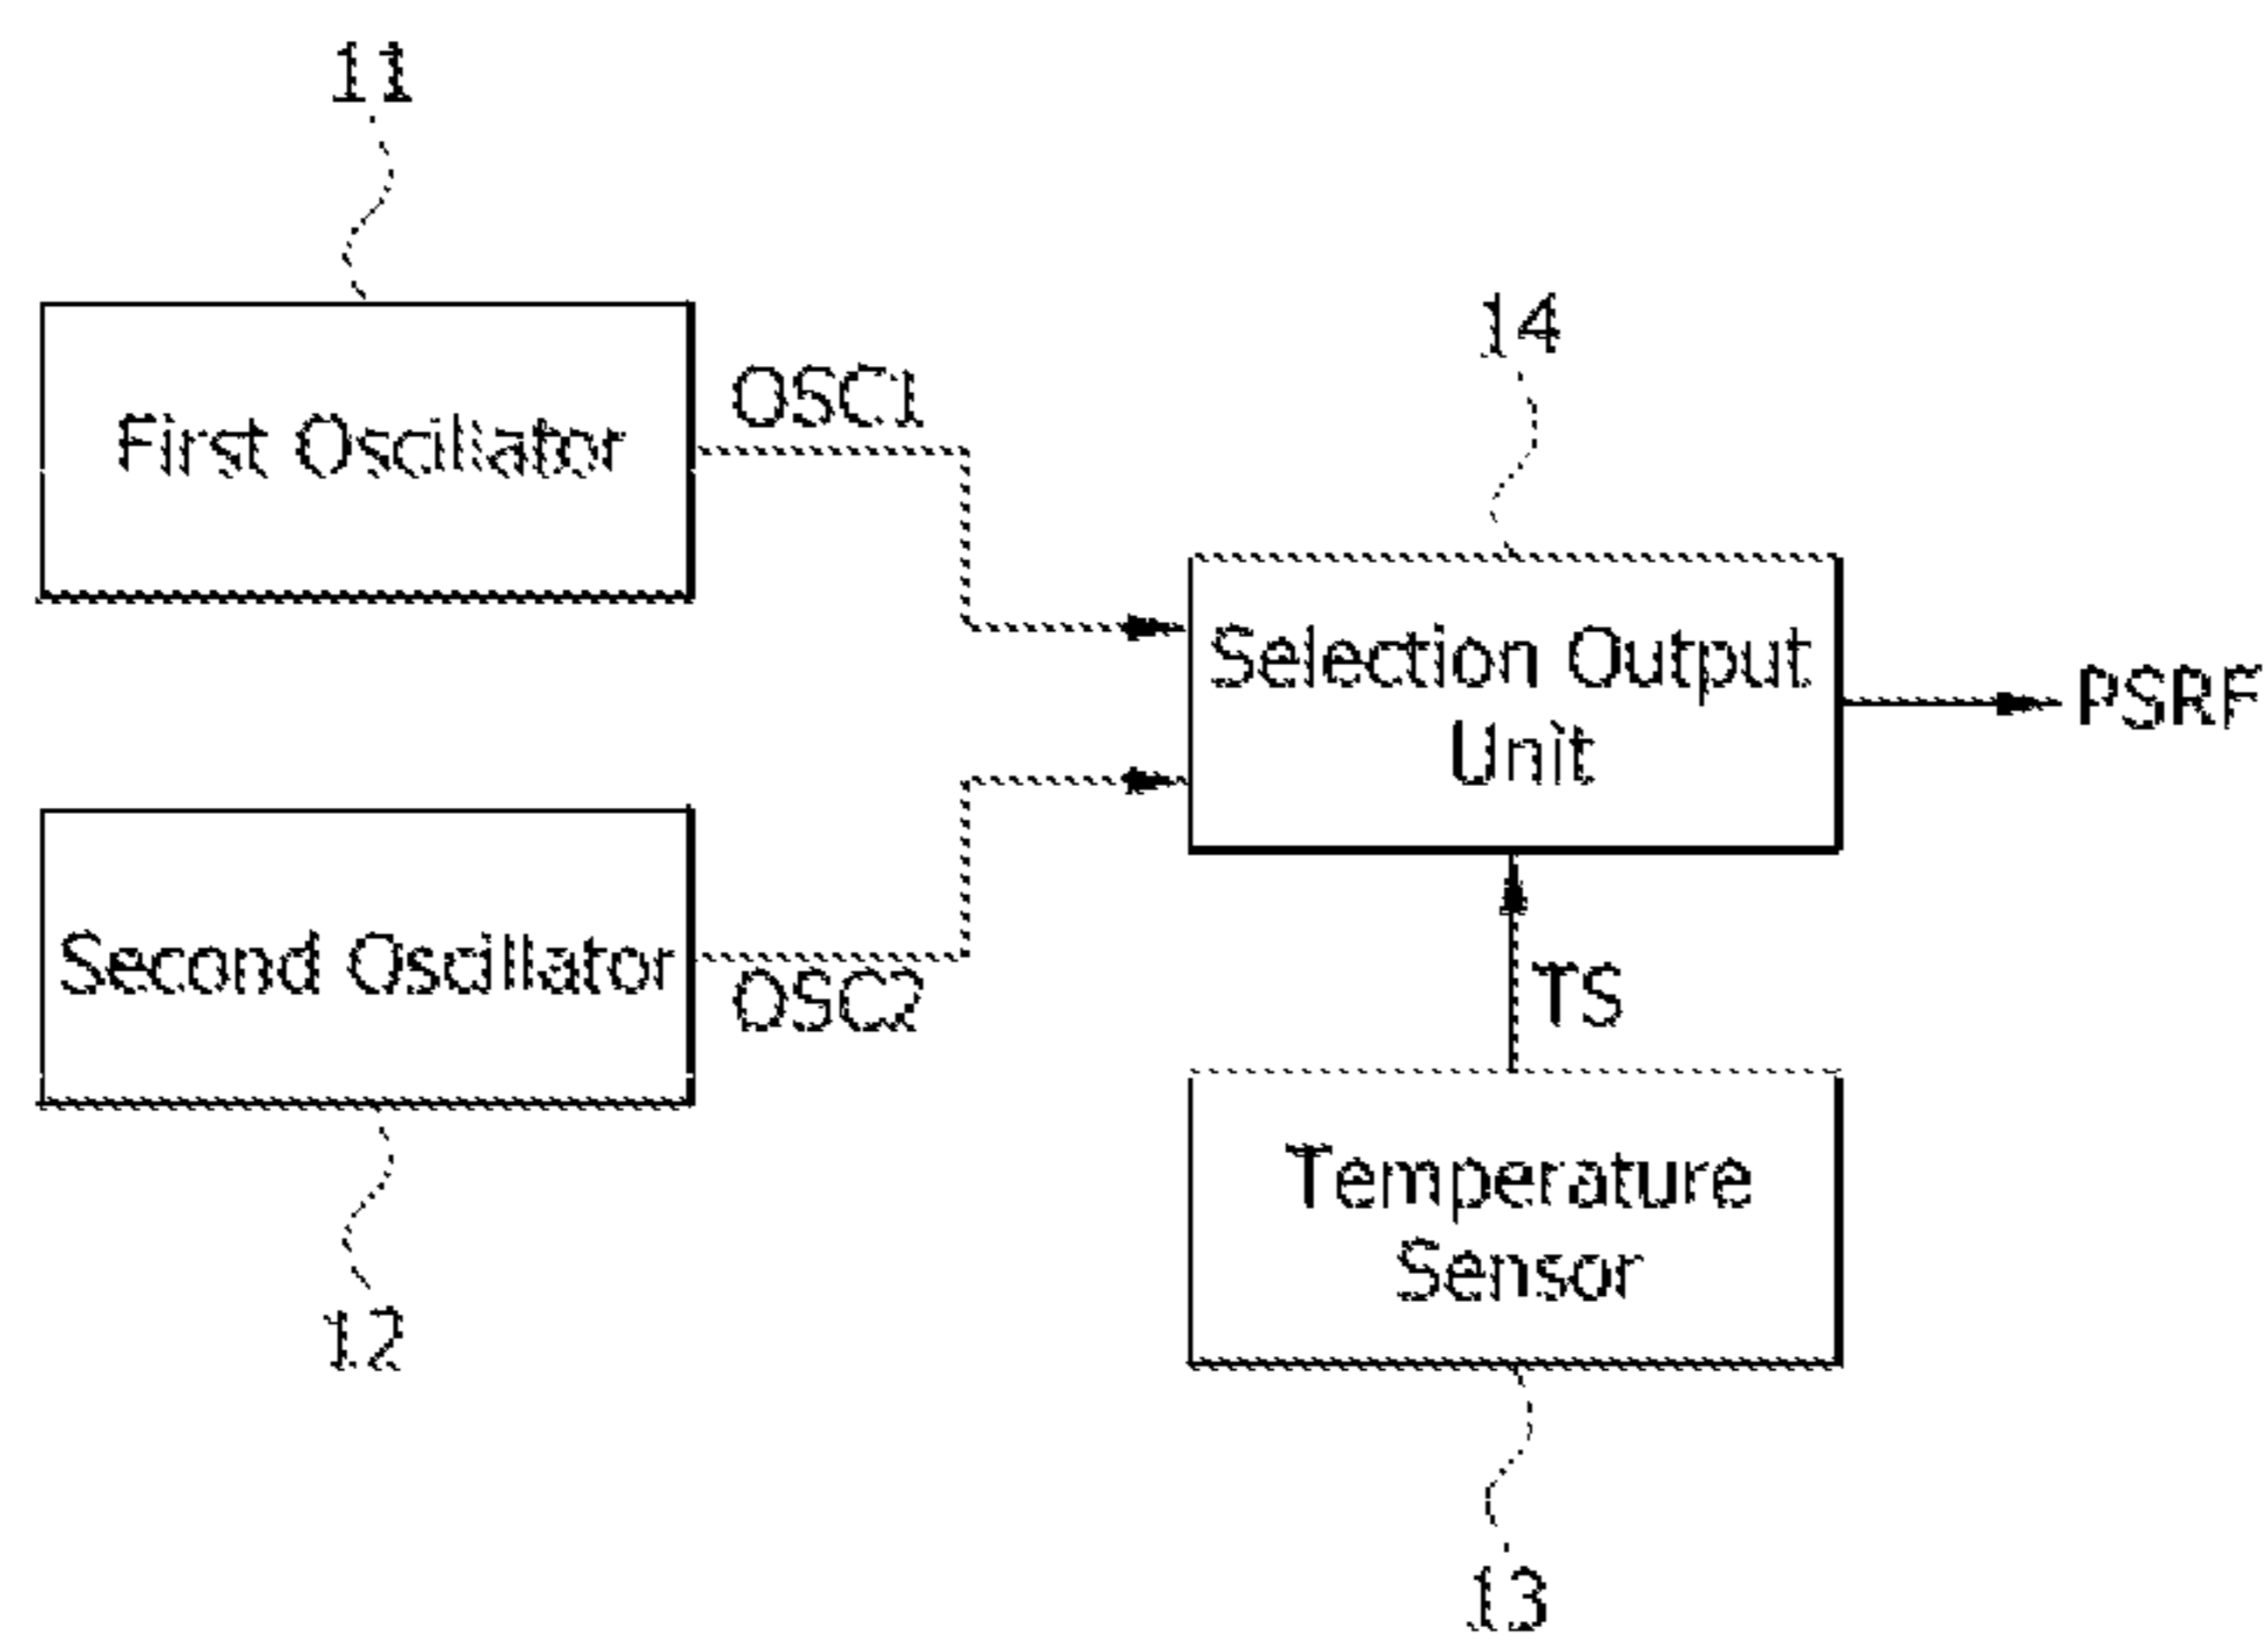 11
First Oscillator
OSC1
14
Selection Output
Unit
PSRF
Second Oscillator
OSC2
TS
Temperature
Sensor
12
13